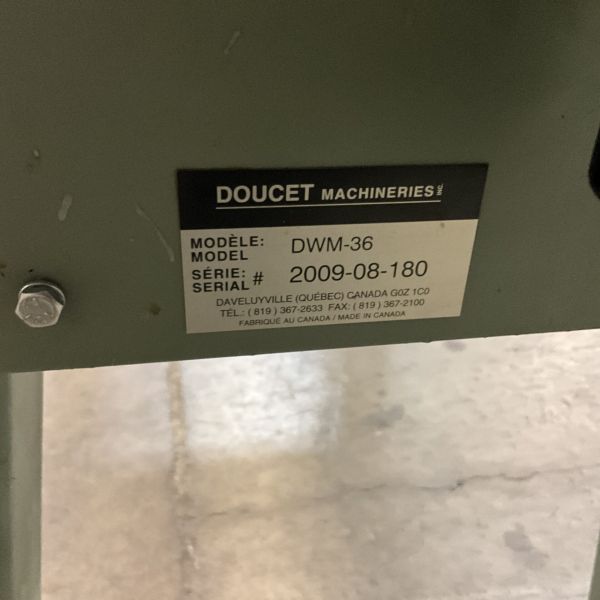 DOUCET MACHINERIES INC.
MODÈLE: MODEL DWM-36
SÉRIE: SERIAL # 2009-08-180
DAVELUYVILLE (QUÉBEC) CANADA G0Z 1C0
TÉL.: (819) 367-2633 FAX: (819) 367-2100
FABRIQUÉ AU CANADA / MADE IN CANADA